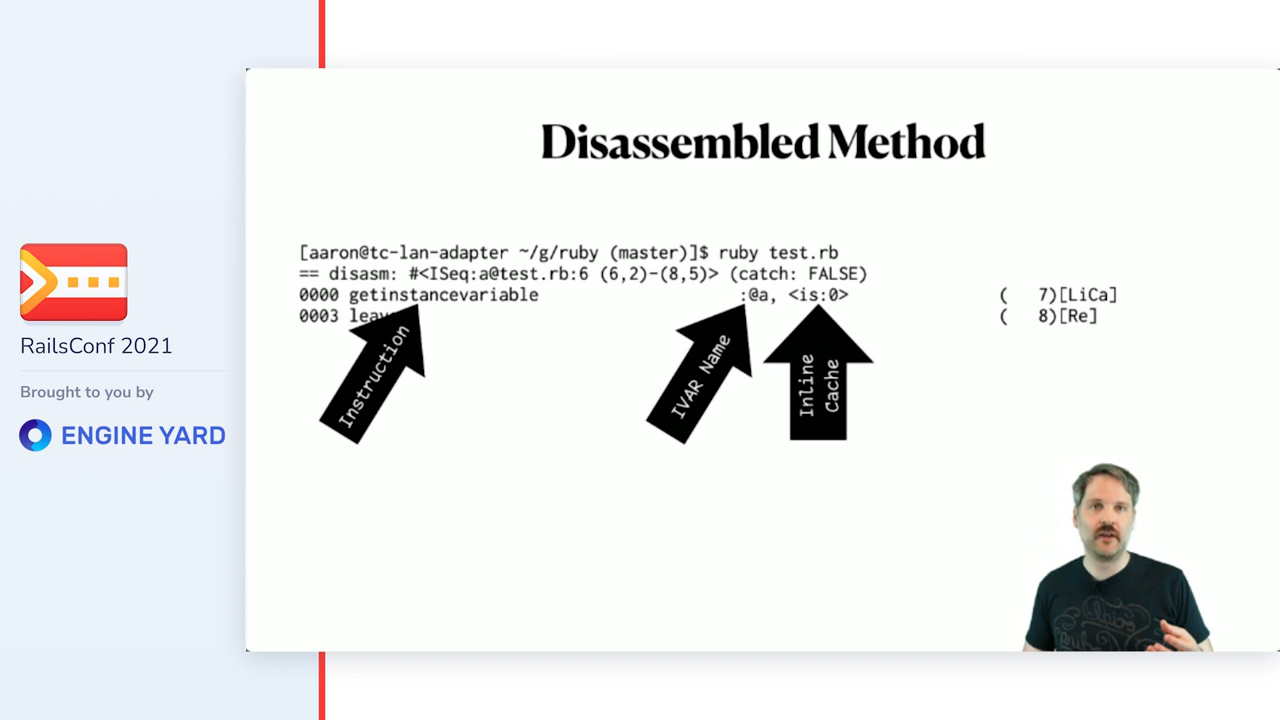 Disassembled Method
[aaron@tc-lan-adapter ~/g/ruby (master)]$ ruby test.rb
== disasm: #<ISeq:a@test.rb:6 (6,2)-(8,5)> (catch: FALSE)
0000 getinstancevariable :@a, <is:0> ( 7)[LiCa]
0003 leave ( 8)[Re]
Instruction
IVAR Name
Inline
Cache
RailsConf 2021
Brought to you by
ENGINE YARD